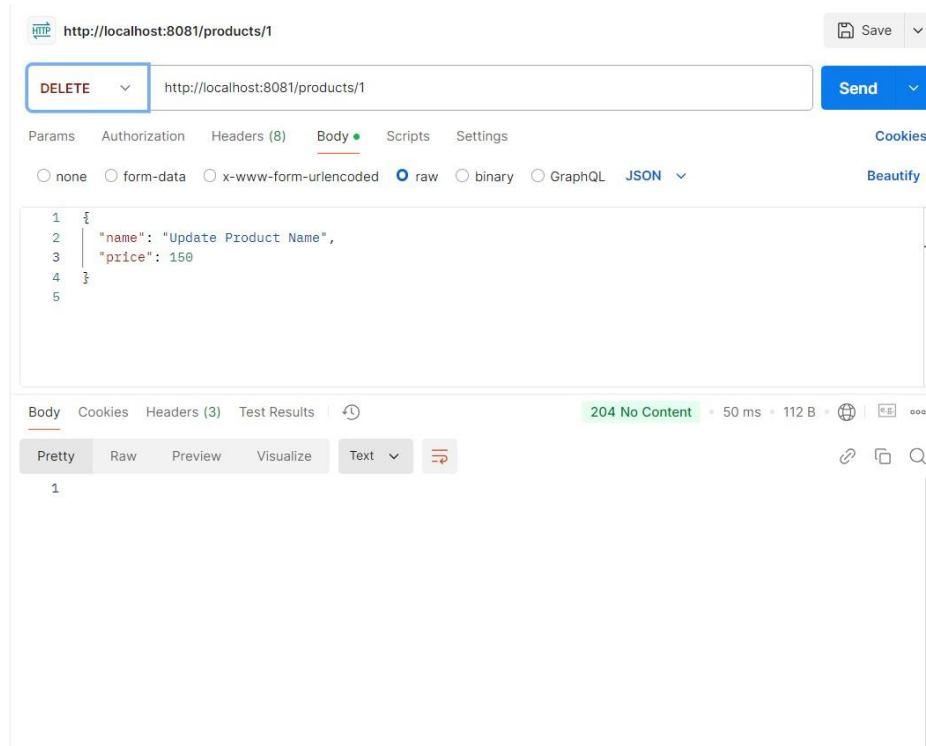 HTTP http://localhost:8081/products/1 Save
DELETE http://localhost:8081/products/1 Send
Params Authorization Headers (8) Body Scripts Settings Cookies
none form-data x-www-form-urlencoded raw binary GraphQL JSON Beautify
1 {
2 "name": "Update Product Name",
3 "price": 150
4 }
5
Body Cookies Headers (3) Test Results 204 No Content 50 ms 112 B e.g.
Pretty Raw Preview Visualize Text
1